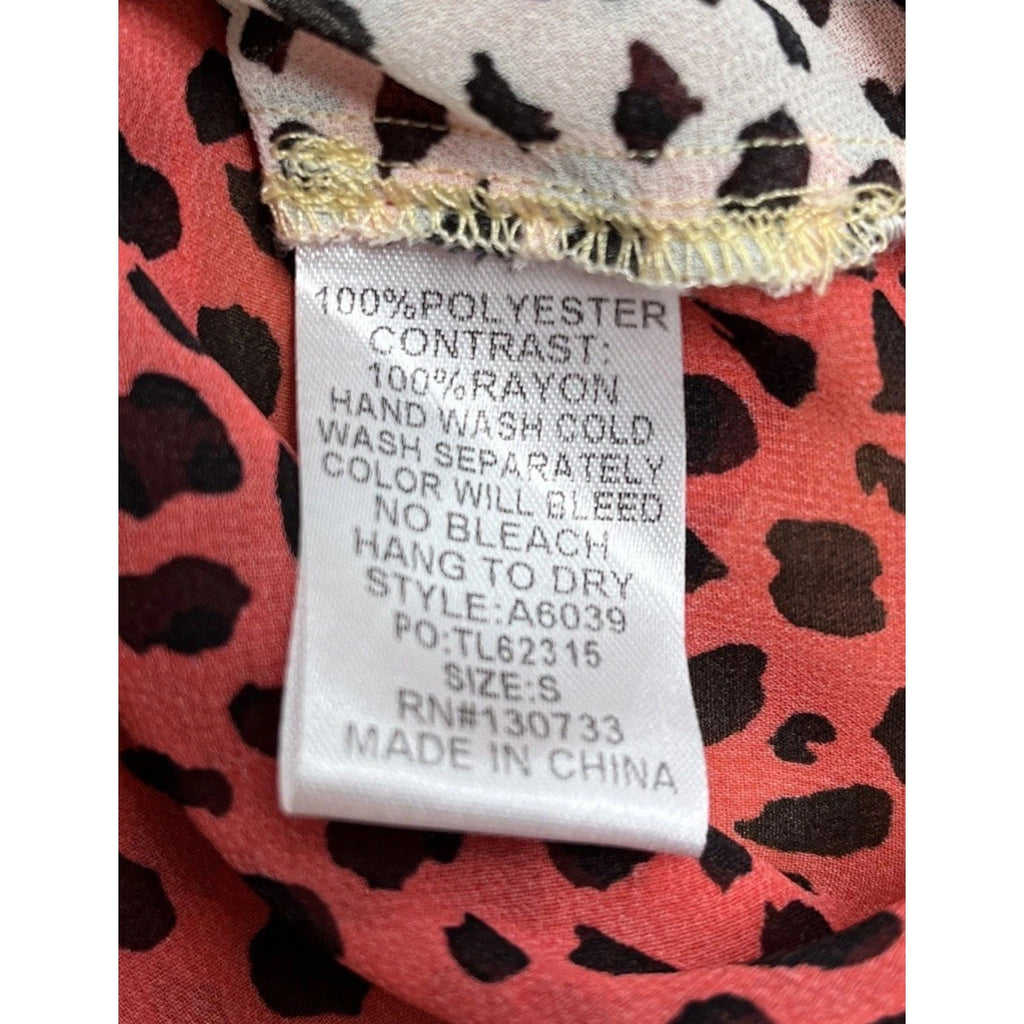 100%POLYESTER
CONTRAST:
100%RAYON
HAND WASH COLD
WASH SEPARATELY
COLOR WILL BLEED
NO BLEACH
HANG TO DRY
STYLE:A6039
PO:TL62315
SIZE:S
RN#130733
MADE IN CHINA